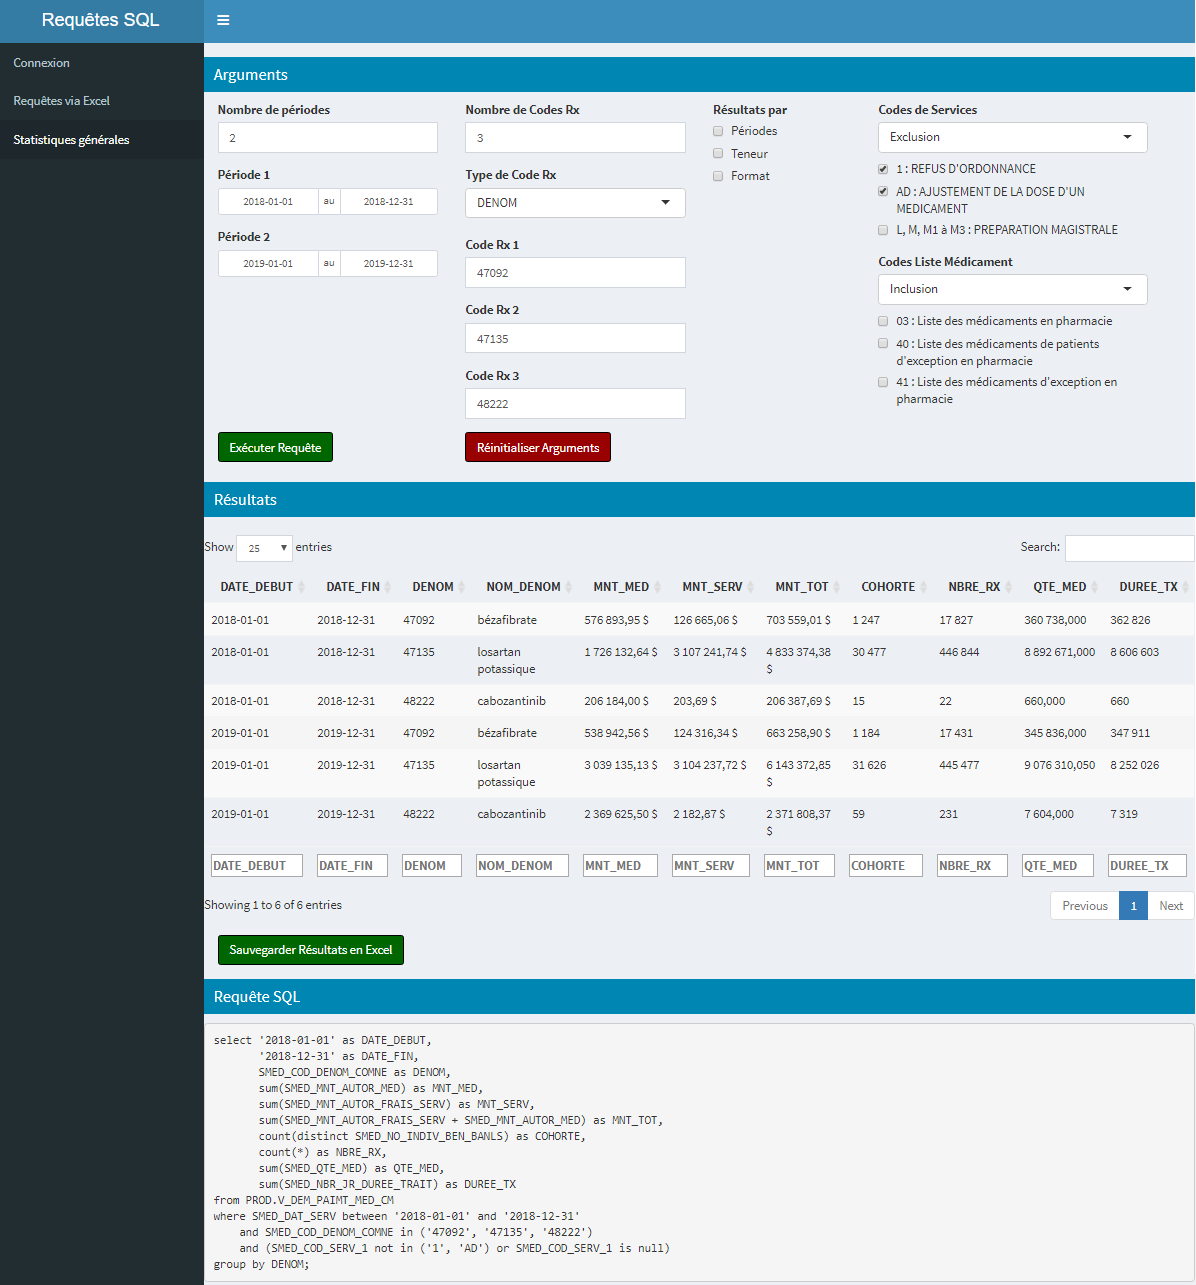 Requêtes SQL
Connexion
Requêtes via Excel
Statistiques générales
Arguments
Nombre de périodes
2
Période 1
2018-01-01 au 2018-12-31
Période 2
2019-01-01 au 2019-12-31
Nombre de Codes Rx
3
Type de Code Rx
DENOM
Code Rx 1
47092
Code Rx 2
47135
Code Rx 3
48222
Résultats par
Périodes
Teneur
Format
Codes de Services
Exclusion
1 : REFUS D'ORDONNANCE
AD : AJUSTEMENT DE LA DOSE D'UN
MEDICAMENT
L, M, M1 à M3 : PREPARATION MAGISTRALE
Codes Liste Médicament
Inclusion
03 : Liste des médicaments en pharmacie
40 : Liste des médicaments de patients
d'exception en pharmacie
41 : Liste des médicaments d'exception en
pharmacie
Exécuter Requête
Réinitialiser Arguments
Résultats
Show 25 entries
Search:
DATE_DEBUT DATE_FIN DENOM NOM_DENOM MNT_MED MNT_SERV MNT_TOT COHORTE NBRE_RX QTE_MED DUREE_TX
2018-01-01 2018-12-31 47092 bézafibrate 576 893,95 $ 126 665,06 $ 703 559,01 $ 1 247 17 827 360 738,000 362 826
2018-01-01 2018-12-31 47135 losartan 1 726 132,64 $ 3 107 241,74 $ 4 833 374,38 30 477 446 844 8 892 671,000 8 606 603
potassique $
2018-01-01 2018-12-31 48222 cabozantinib 206 184,00 $ 203,69 $ 206 387,69 $ 15 22 660,000 660
2019-01-01 2019-12-31 47092 bézafibrate 538 942,56 $ 124 316,34 $ 663 258,90 $ 1 184 17 431 345 836,000 347 911
2019-01-01 2019-12-31 47135 losartan 3 039 135,13 $ 3 104 237,72 $ 6 143 372,85 31 626 445 477 9 076 310,050 8 252 026
potassique $
2019-01-01 2019-12-31 48222 cabozantinib 2 369 625,50 $ 2 182,87 $ 2 371 808,37 59 231 7 604,000 7 319
$
DATE_DEBUT DATE_FIN DENOM NOM_DENOM MNT_MED MNT_SERV MNT_TOT COHORTE NBRE_RX QTE_MED DUREE_TX
Showing 1 to 6 of 6 entries
Previous 1 Next
Sauvegarder Résultats en Excel
Requête SQL
select '2018-01-01' as DATE_DEBUT,
'2018-12-31' as DATE_FIN,
SMED_COD_DENOM_COMNE as DENOM,
sum(SMED_MNT_AUTOR_MED) as MNT_MED,
sum(SMED_MNT_AUTOR_FRAIS_SERV) as MNT_SERV,
sum(SMED_MNT_AUTOR_FRAIS_SERV + SMED_MNT_AUTOR_MED) as MNT_TOT,
count(distinct SMED_NO_INDIV_BEN_BANLS) as COHORTE,
count(*) as NBRE_RX,
sum(SMED_QTE_MED) as QTE_MED,
sum(SMED_NBR_JR_DUREE_TRAIT) as DUREE_TX
from PROD.V_DEM_PAIMT_MED_CM
where SMED_DAT_SERV between '2018-01-01' and '2018-12-31'
and SMED_COD_DENOM_COMNE in ('47092', '47135', '48222')
and (SMED_COD_SERV_1 not in ('1', 'AD') or SMED_COD_SERV_1 is null)
group by DENOM;